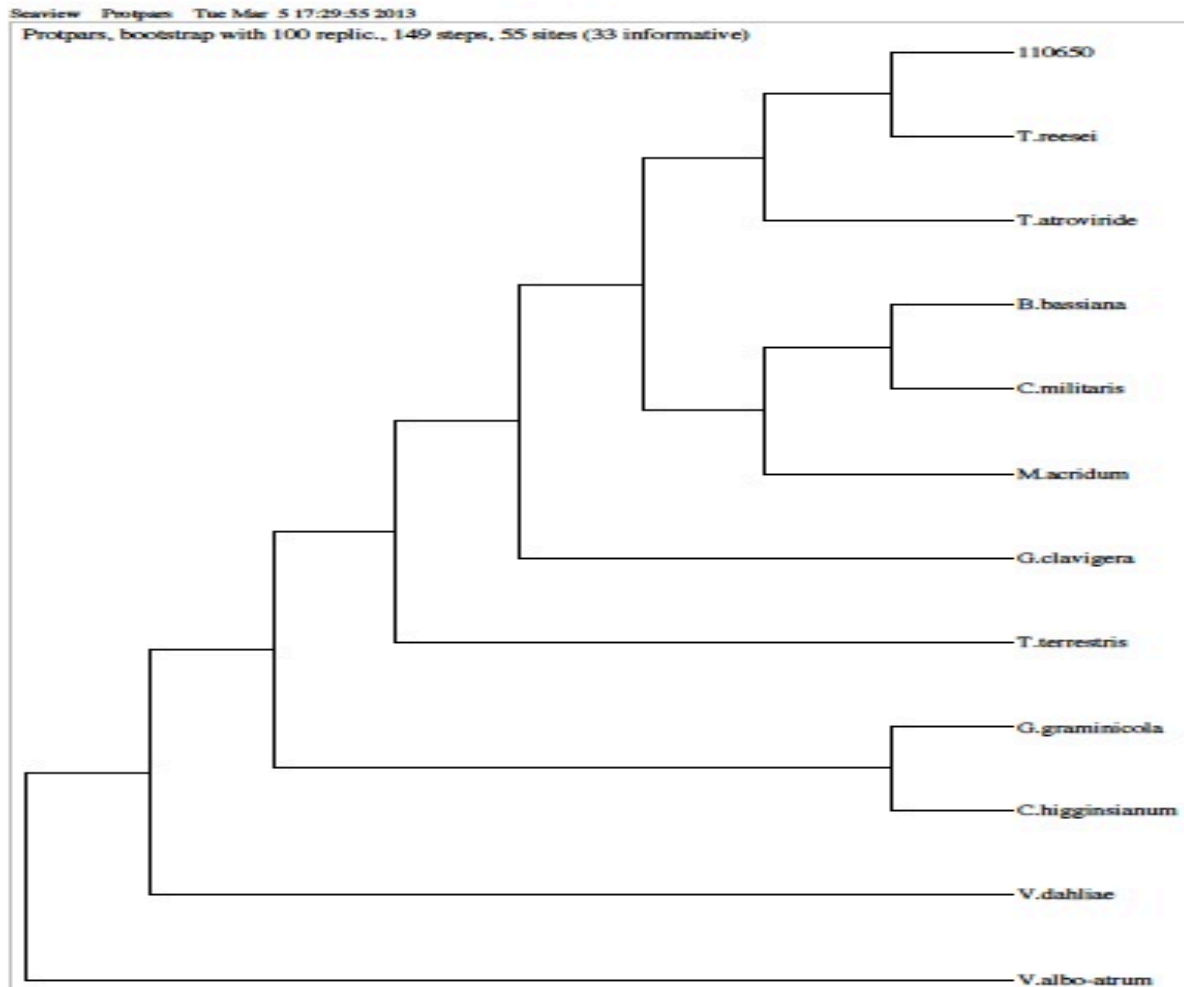 Seaview Protpars Tue Mar 5 17:29:55 2013
Protpars, bootstrap with 100 replic., 149 steps, 55 sites (33 informative)
110650
T.reesei
T.atroviride
B.bassiana
C.militaris
M.acridum
G.clavigera
T.terrestris
G.graminicola
C.higginsianum
V.dahliae
V.albo-atrum